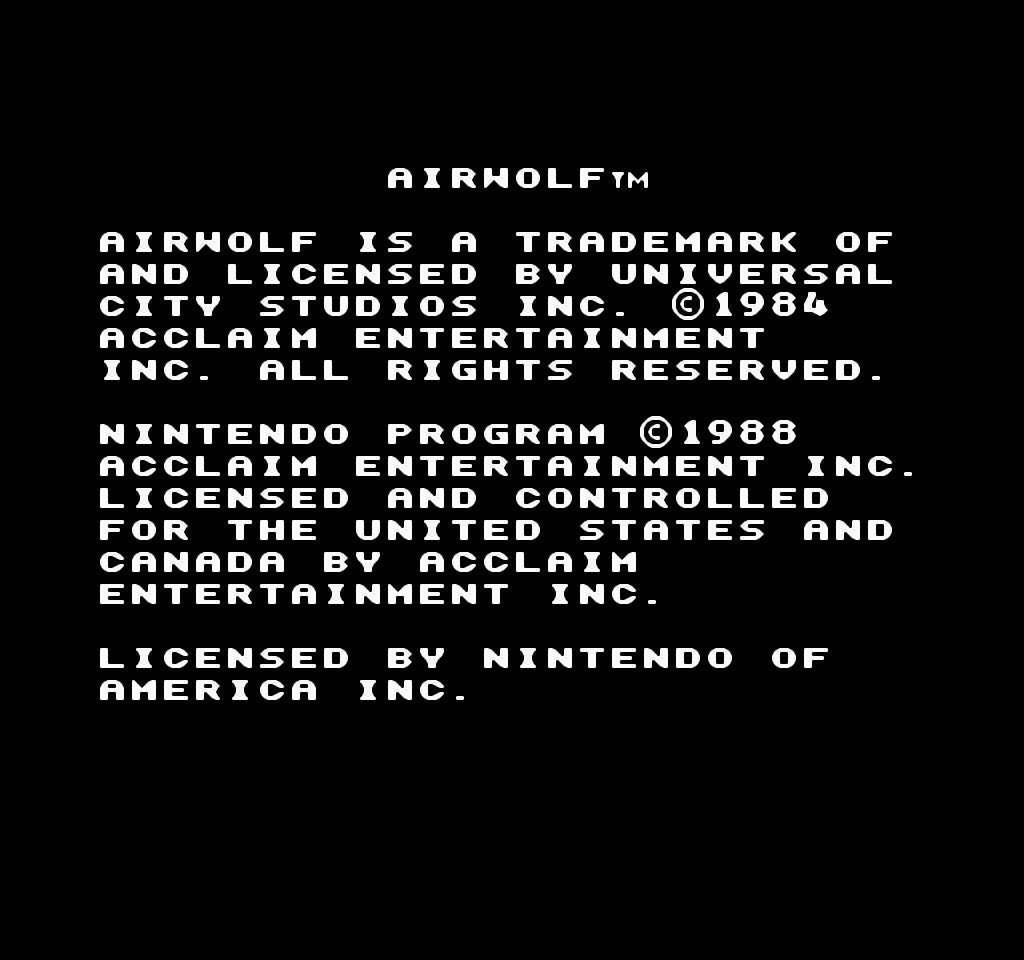 AIRWOLF™
AIRWOLF IS A TRADEMARK OF
AND LICENSED BY UNIVERSAL
CITY STUDIOS INC. ©1984
ACCLAIM ENTERTAINMENT
INC. ALL RIGHTS RESERVED.
NINTENDO PROGRAM ©1988
ACCLAIM ENTERTAINMENT INC.
LICENSED AND CONTROLLED
FOR THE UNITED STATES AND
CANADA BY ACCLAIM
ENTERTAINMENT INC.
LICENSED BY NINTENDO OF
AMERICA INC.